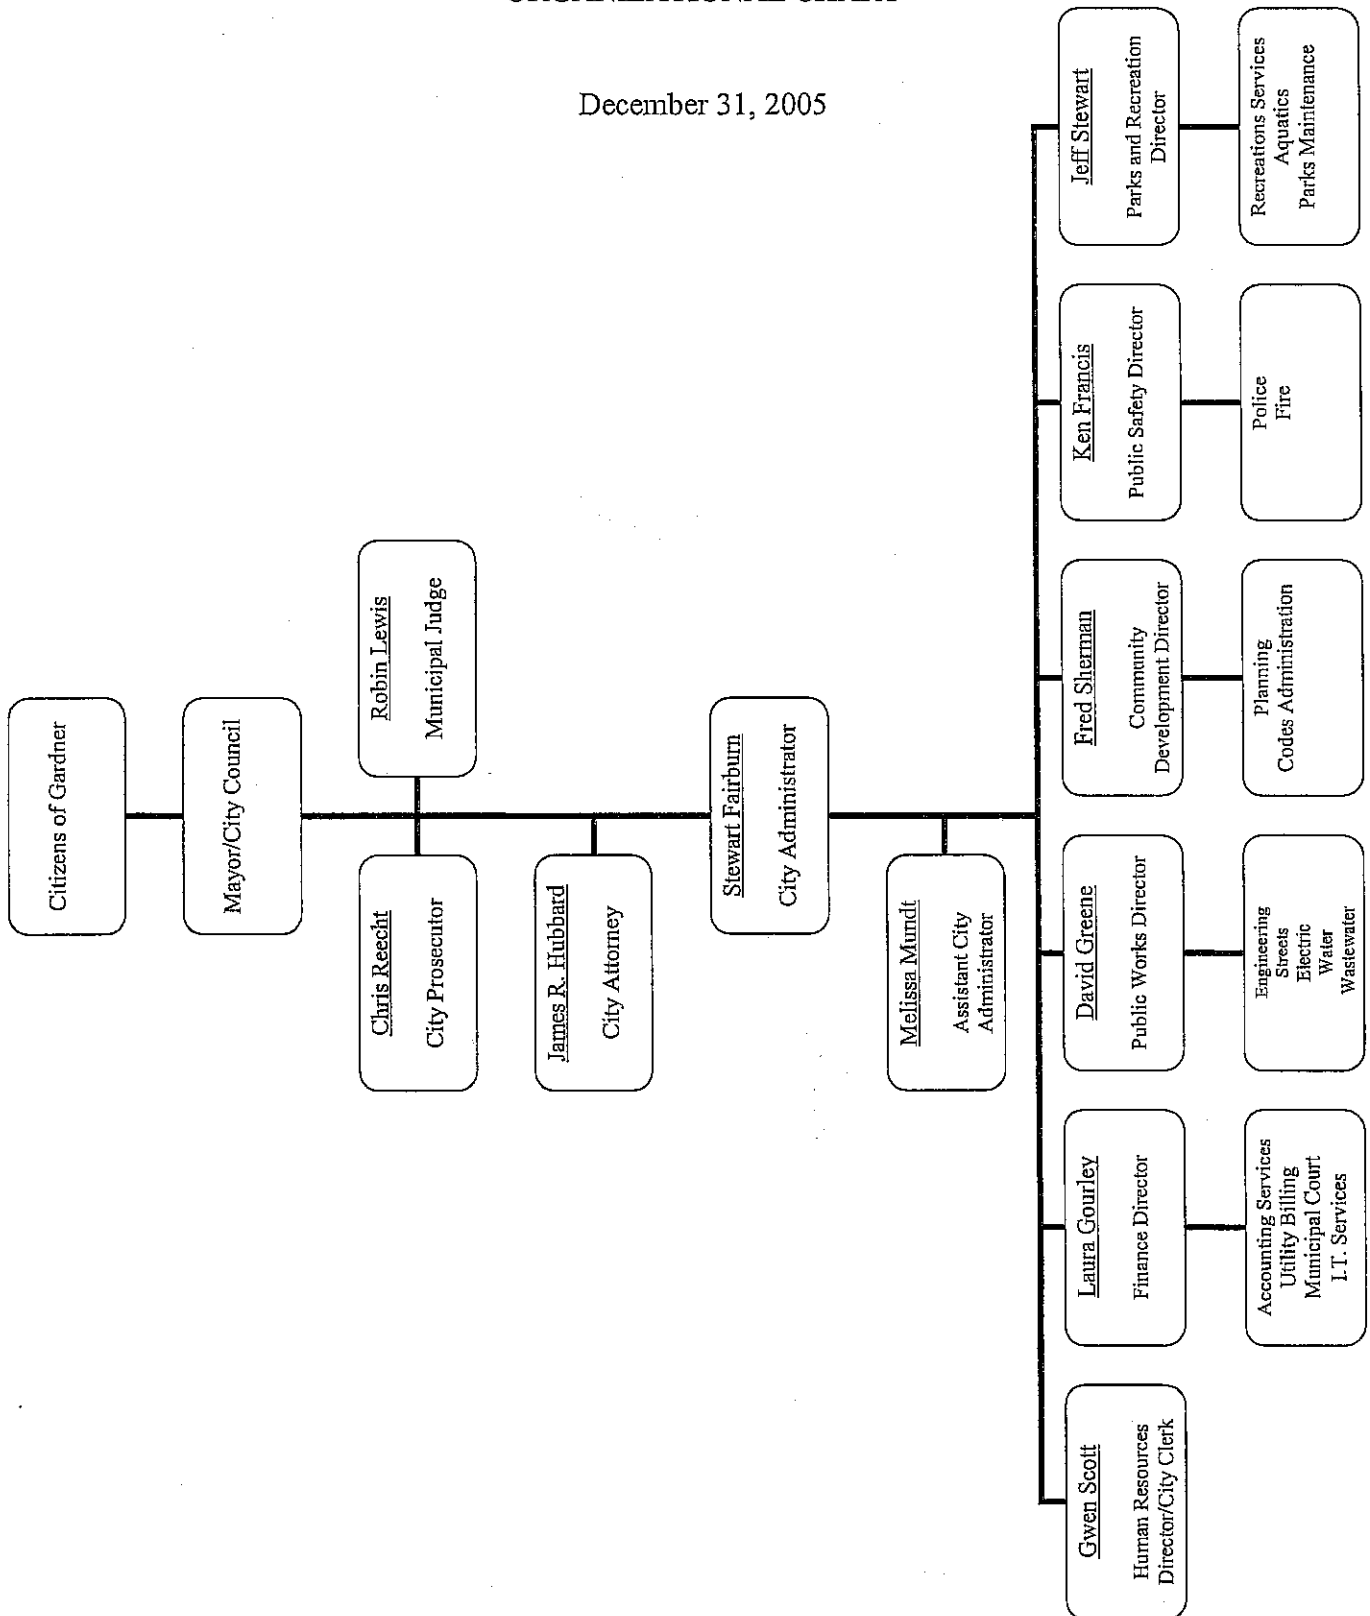 December 31, 2005
Citizens of Gardner
Mayor/City Council
Chris Reecht
City Prosecutor
Robin Lewis
Municipal Judge
James R. Hubbard
City Attorney
Stewart Fairburn
City Administrator
Melissa Mundt
Assistant City
Administrator
Gwen Scott
Human Resources
Director/City Clerk
Laura Gourley
Finance Director
Accounting Services
Utility Billing
Municipal Court
I.T. Services
David Greene
Public Works Director
Engineering
Streets
Electric
Water
Wastewater
Fred Sherman
Community
Development Director
Planning
Codes Administration
Ken Francis
Public Safety Director
Police
Fire
Jeff Stewart
Parks and Recreation
Director
Recreations Services
Aquatics
Parks Maintenance